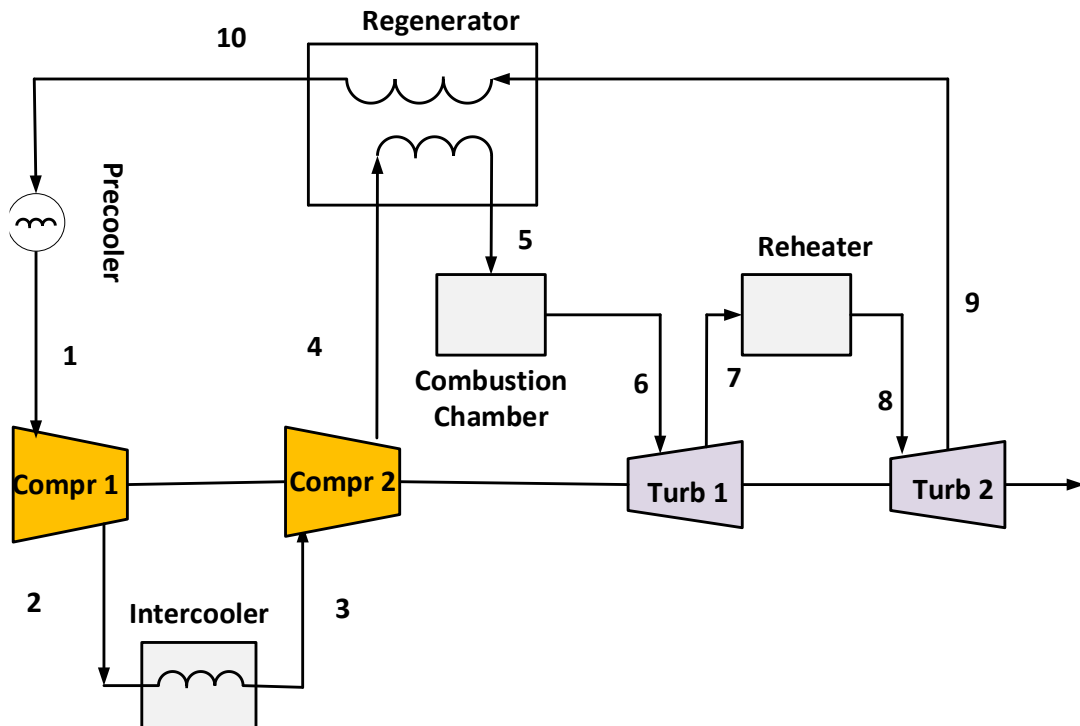 Regenerator
10
Precooler
5
Reheater
1
4
9
Combustion
Chamber
6
7
8
Compr 1
Compr 2
Turb 1
Turb 2
2
Intercooler
3